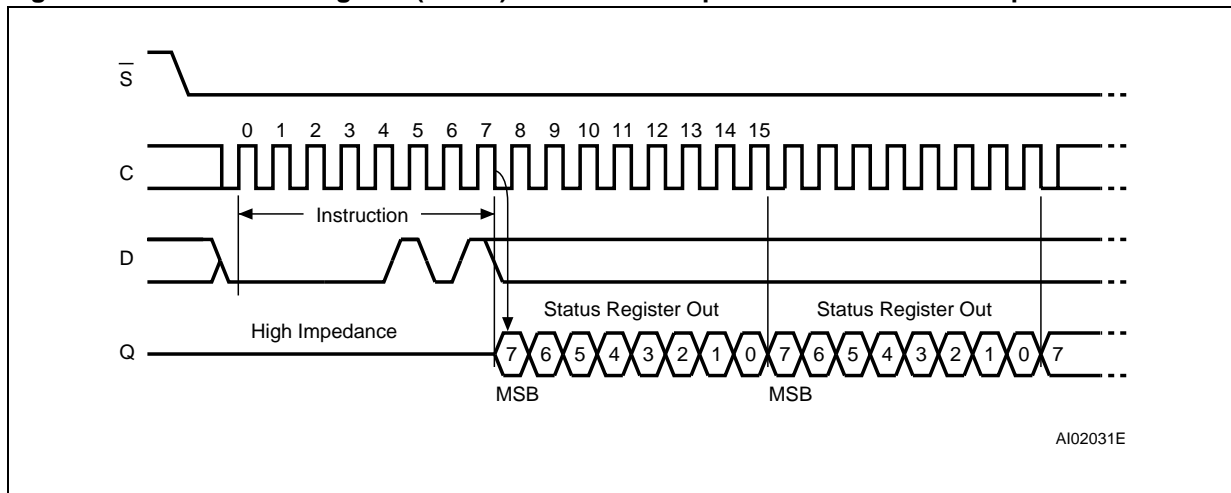 S
0 1 2 3 4 5 6 7 8 9 10 11 12 13 14 15
C
Instruction
D
Status Register Out Status Register Out
High Impedance
Q 7 6 5 4 3 2 1 0 7 6 5 4 3 2 1 0 7
MSB MSB
AI02031E